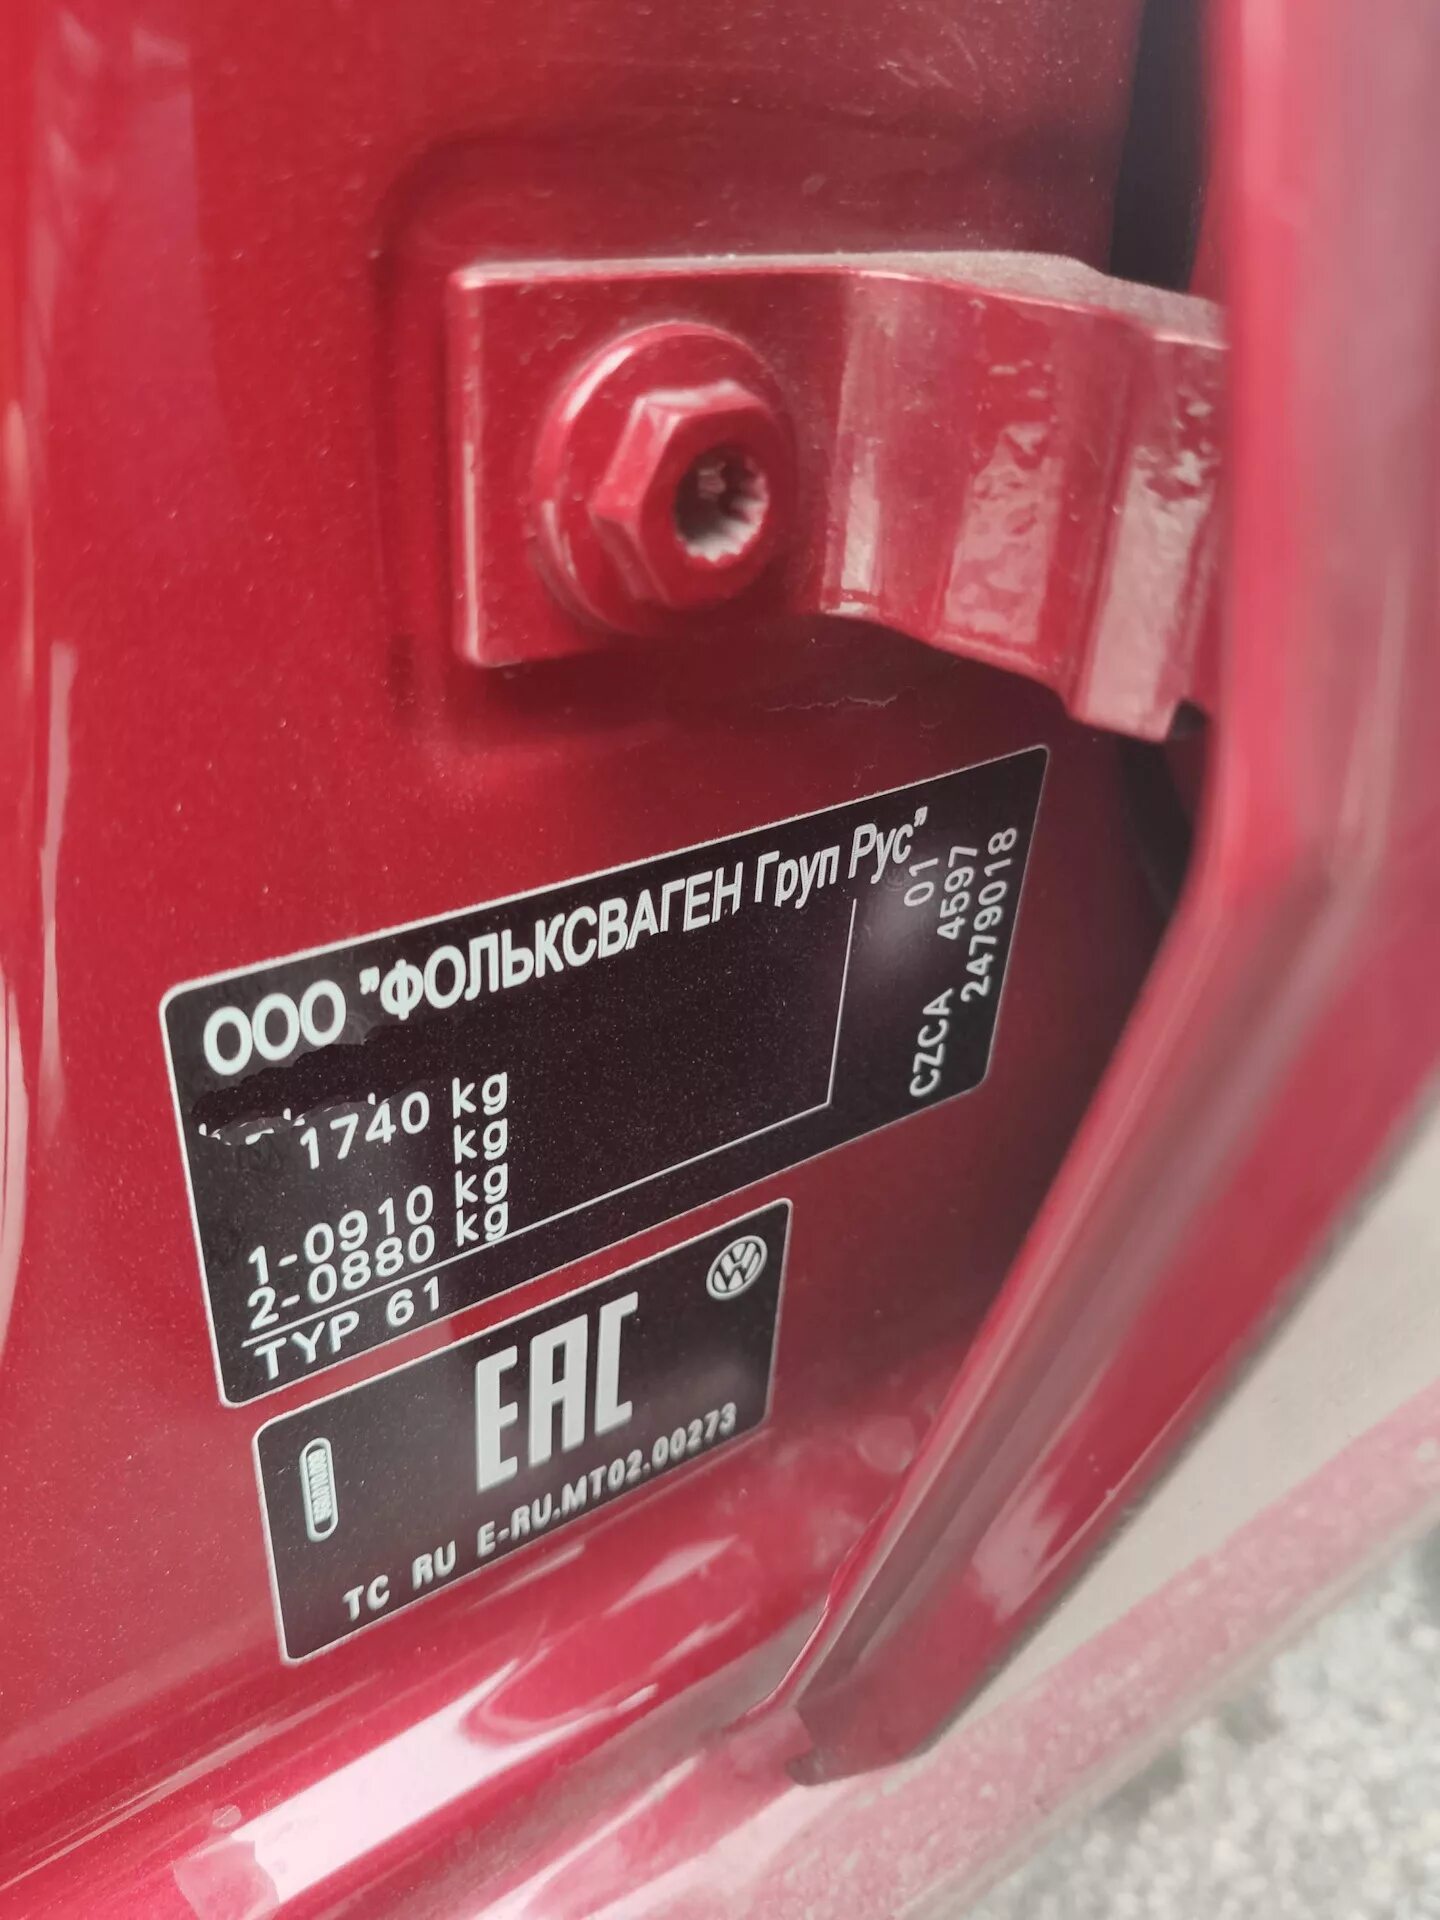 ООО "ФОЛЬКСВАГЕН Груп Рус"
1740 kg
kg
1-0910 kg
2-0880 kg
TYP 61
01
CZCA 4597
2479018
EAC
TC RU E-RU.MT02.00273